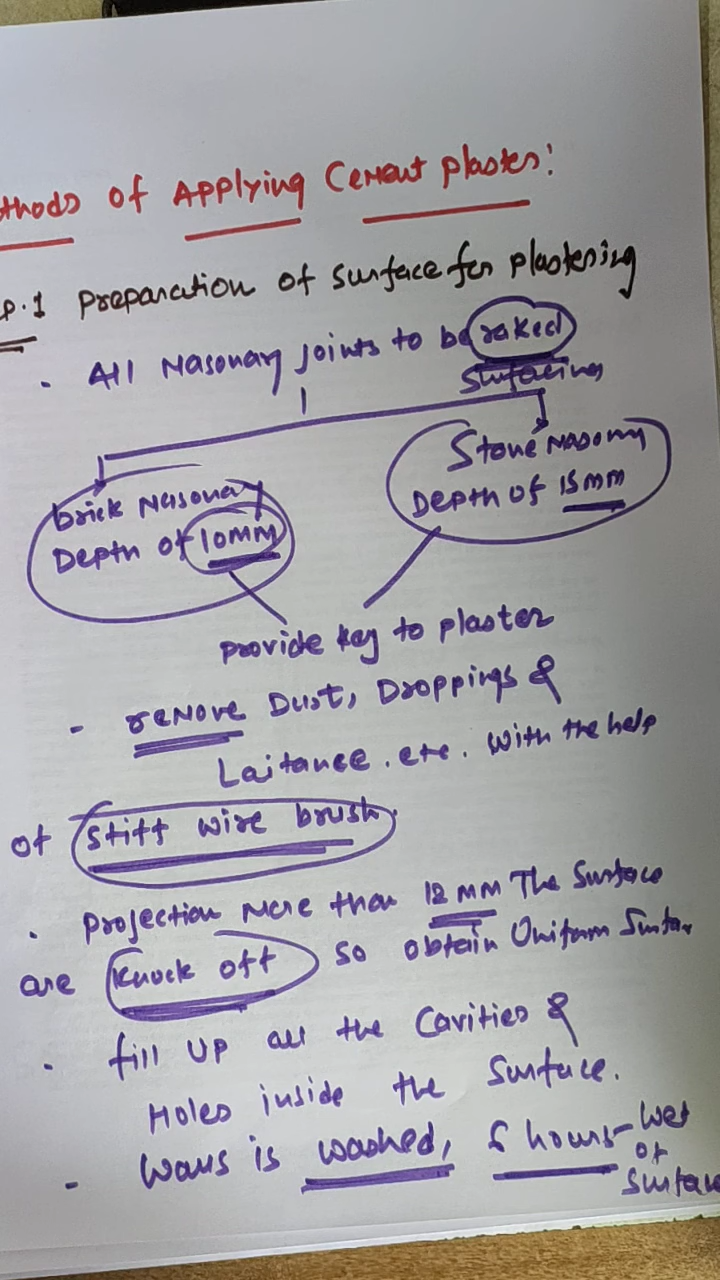 thods of Applying Cement plaster:
p.1 preparation of surface for plastering
- All Masonary joints to be raked
surfacing
Stone Masonry
Depth of 15mm
brick Masonary
Depth of 10MM
provide key to plaster
- remove Dust, Droppings &
Laitance. etc. with the help
of stiff wire brush.
. projection More than 12 MM The Surface
are knock off so obtain Uniform Surfac
. fill up all the Cavities &
Holes inside the surface.
- Walls is washed, 6 hours - Wet
of
surface